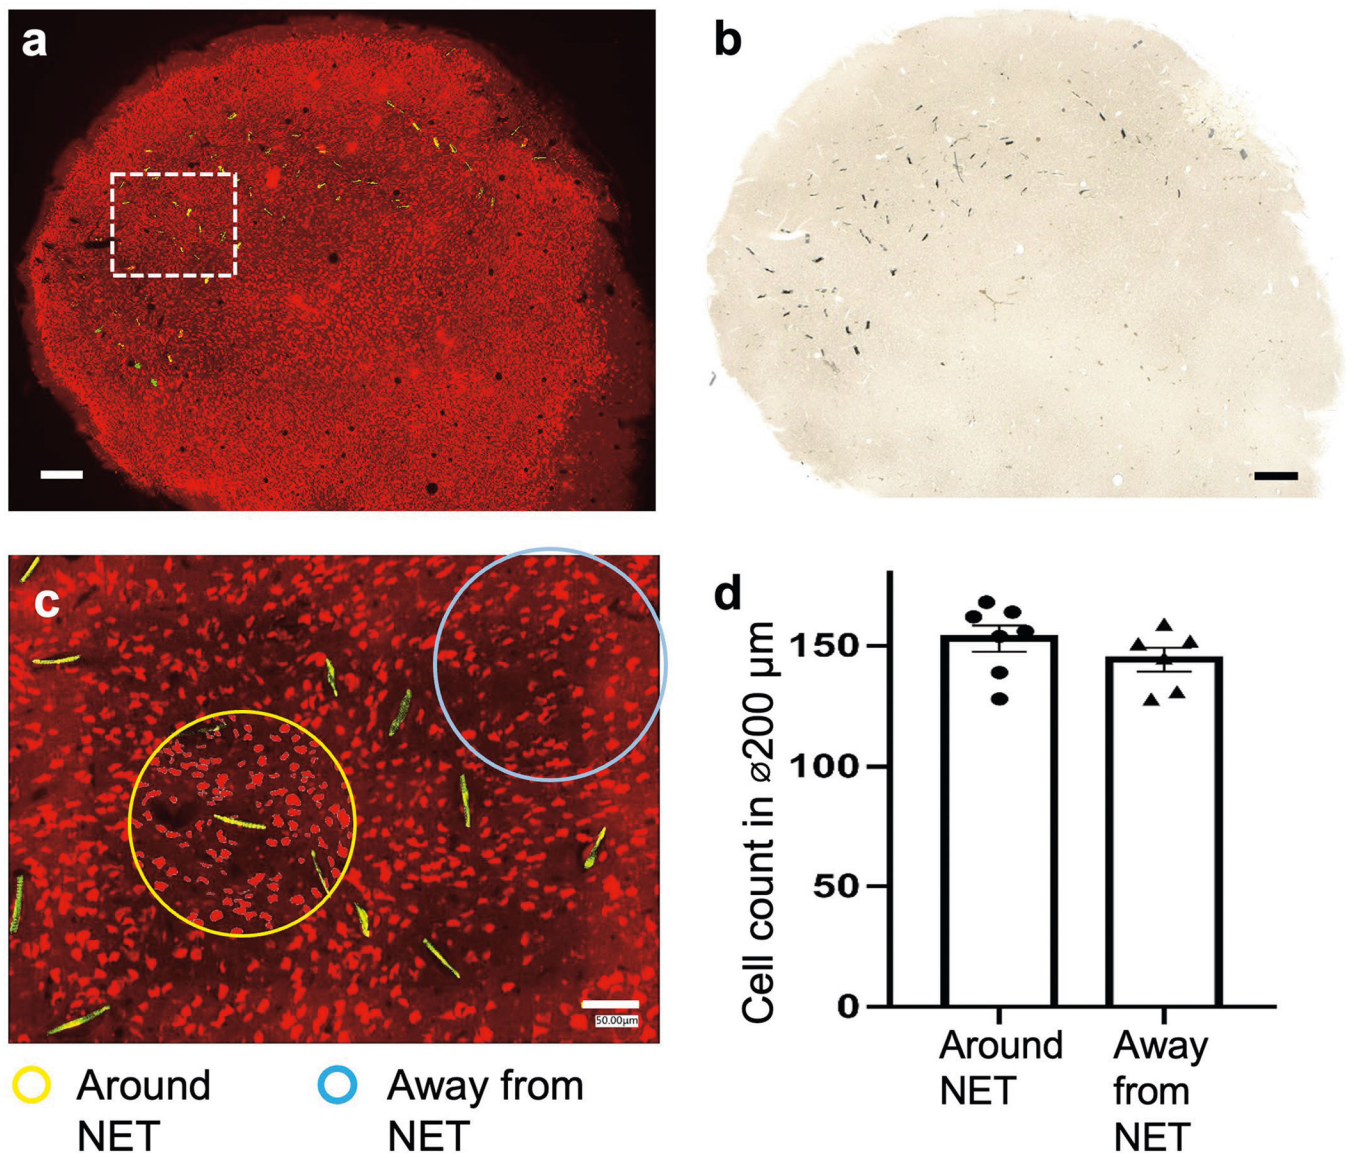 a
b
c
50.00µm
Around
NET
Away from
NET
d
Cell count in ⌀200 µm
150
100
50
0
Around
NET
Away
from
NET